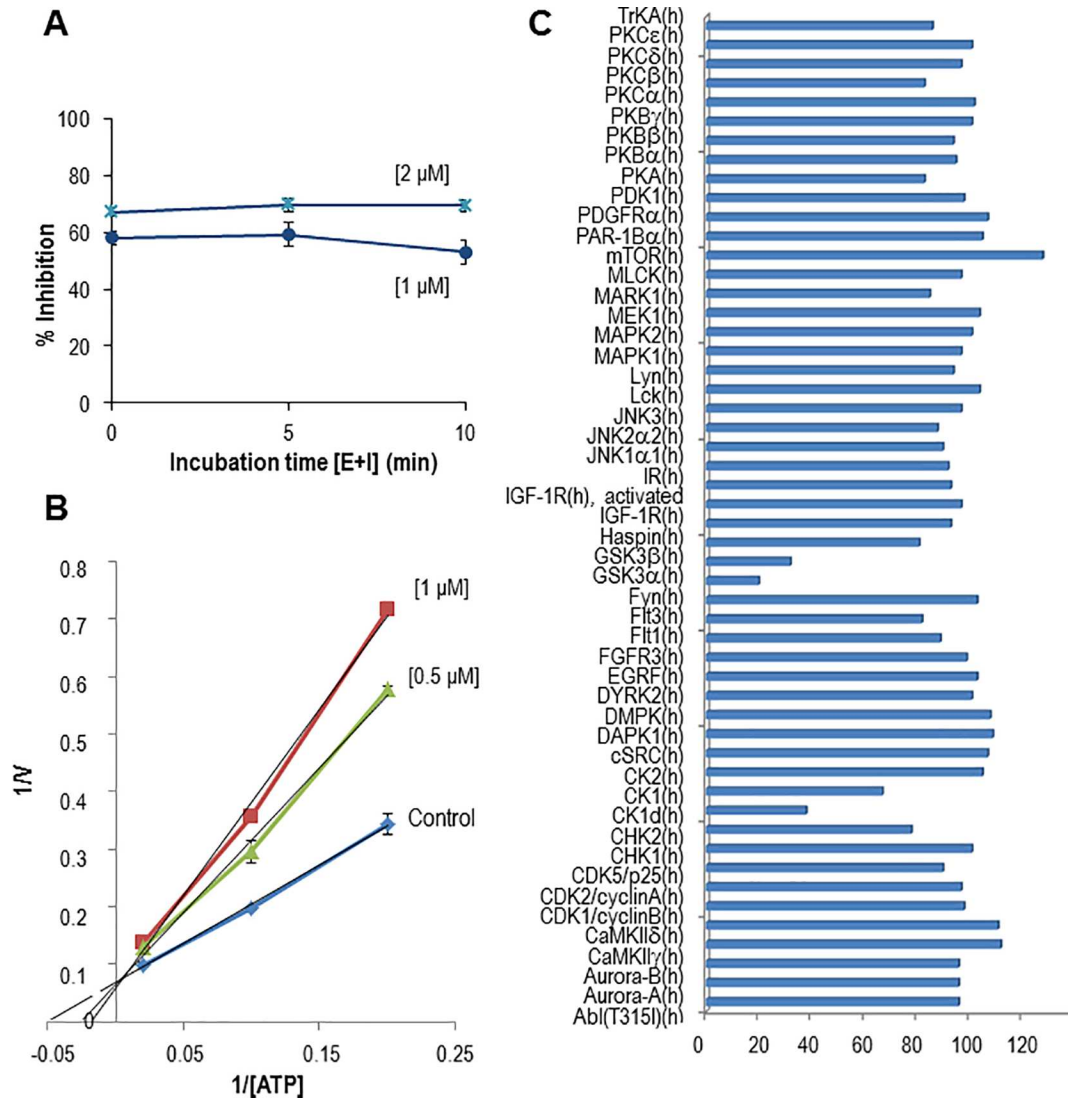 A
100
80
60
40
20
0
% Inhibition
[2 µM]
[1 µM]
0 5 10
Incubation time [E+I] (min)
B
0.8
0.7
0.6
0.5
0.4
0.3
0.2
0.1
0
1/V
[1 µM]
[0.5 µM]
Control
-0.05 0.05 0.15 0.25
1/[ATP]
C
TrKA(h)
PKCε(h)
PKCδ(h)
PKCβ(h)
PKCα(h)
PKBγ(h)
PKBβ(h)
PKBα(h)
PKA(h)
PDK1(h)
PDGFRα(h)
PAR-1Bα(h)
mTOR(h)
MLCK(h)
MARK1(h)
MEK1(h)
MAPK2(h)
MAPK1(h)
Lyn(h)
Lck(h)
JNK3(h)
JNK2α2(h)
JNK1α1(h)
IR(h)
IGF-1R(h), activated
IGF-1R(h)
Haspin(h)
GSK3β(h)
GSK3α(h)
Fyn(h)
Flt3(h)
Flt1(h)
FGFR3(h)
EGRF(h)
DYRK2(h)
DMPK(h)
DAPK1(h)
cSRC(h)
CK2(h)
CK1(h)
CK1d(h)
CHK2(h)
CHK1(h)
CDK5/p25(h)
CDK2/cyclinA(h)
CDK1/cyclinB(h)
CaMKIIδ(h)
CaMKIIγ(h)
Aurora-B(h)
Aurora-A(h)
Abl(T315I)(h)
0 20 40 60 80 100 120